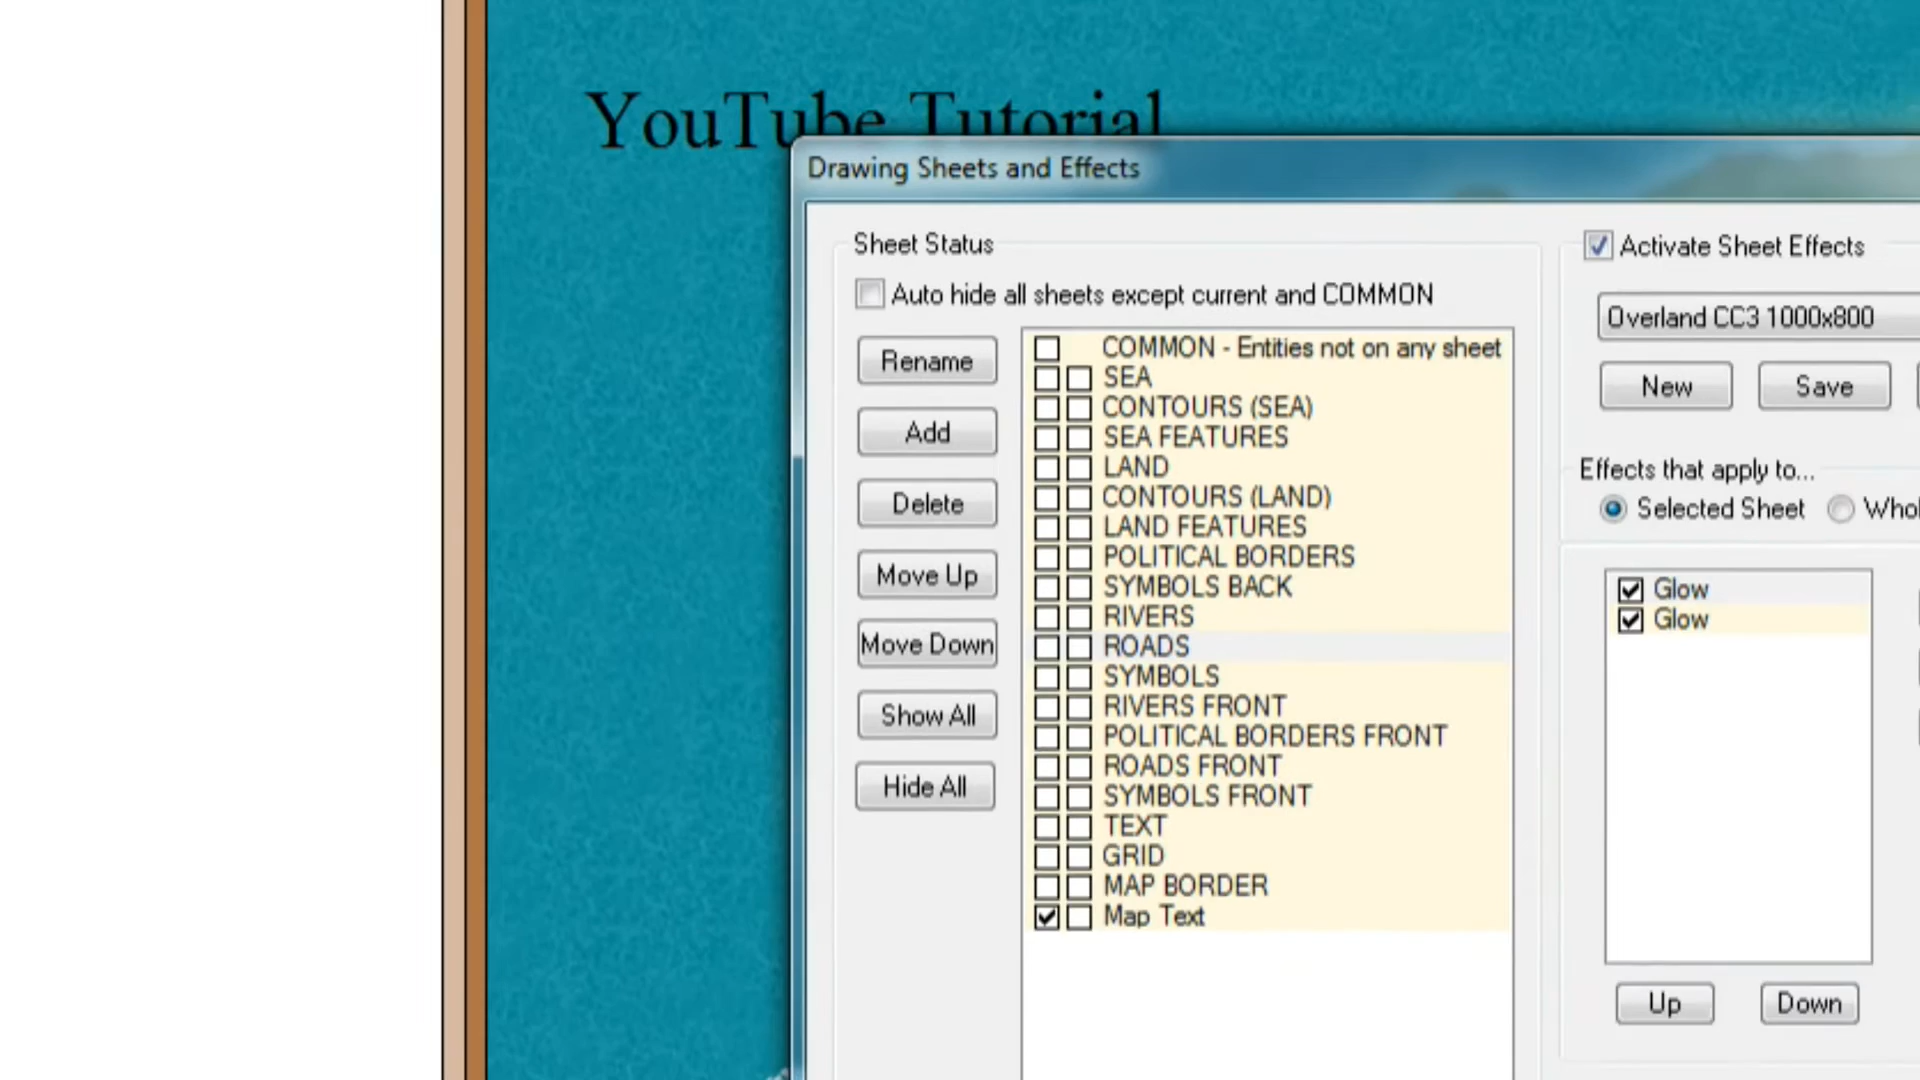 YouTube Tutorial
Drawing Sheets and Effects
Sheet Status
Auto hide all sheets except current and COMMON
Rename
Add
Delete
Move Up
Move Down
Show All
Hide All
COMMON - Entities not on any sheet
SEA
CONTOURS (SEA)
SEA FEATURES
LAND
CONTOURS (LAND)
LAND FEATURES
POLITICAL BORDERS
SYMBOLS BACK
RIVERS
ROADS
SYMBOLS
RIVERS FRONT
POLITICAL BORDERS FRONT
ROADS FRONT
SYMBOLS FRONT
TEXT
GRID
MAP BORDER
Map Text
Activate Sheet Effects
Overland CC3 1000x800
New Save
Effects that apply to...
Selected Sheet Whol
Glow
Glow
Up Down